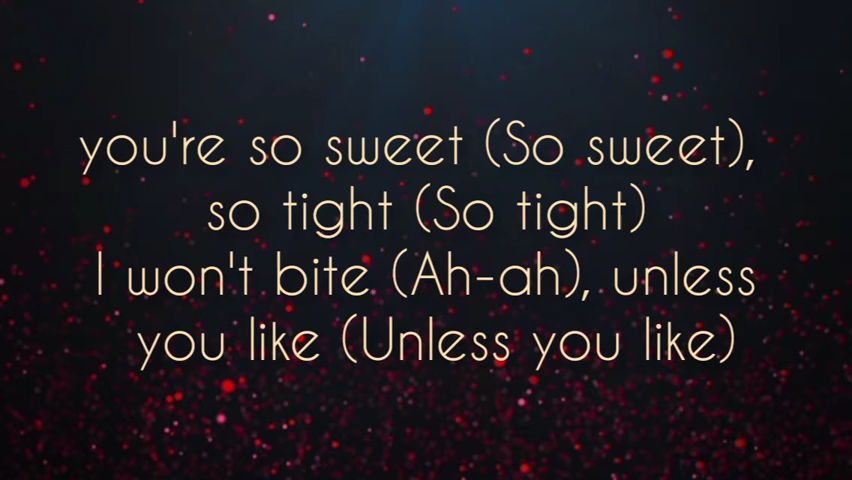 you're so sweet (So sweet),
so tight (So tight)
I won't bite (Ah-ah), unless
you like (Unless you like)